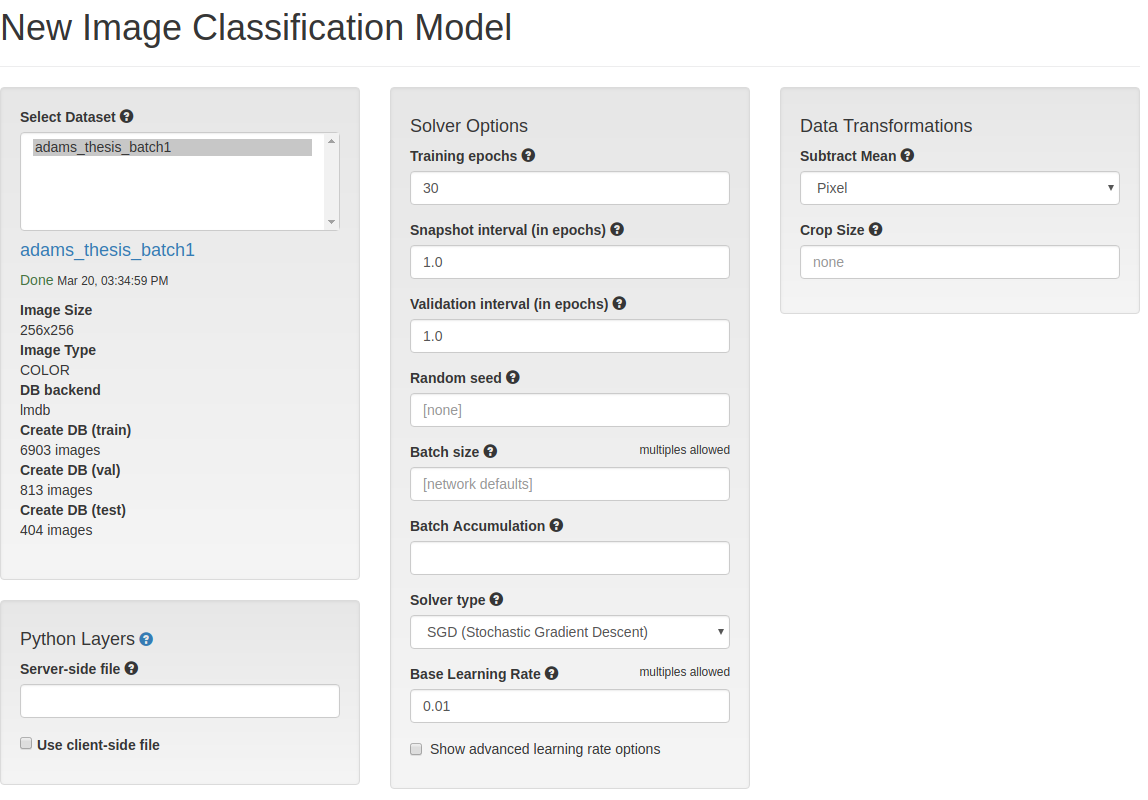 New Image Classification Model
Select Dataset
adams_thesis_batch1
adams_thesis_batch1
Done Mar 20, 03:34:59 PM
Image Size
256x256
Image Type
COLOR
DB backend
lmdb
Create DB (train)
6903 images
Create DB (val)
813 images
Create DB (test)
404 images
Python Layers
Server-side file
Use client-side file
Solver Options
Training epochs
30
Snapshot interval (in epochs)
1.0
Validation interval (in epochs)
1.0
Random seed
[none]
Batch size multiples allowed
[network defaults]
Batch Accumulation
Solver type
SGD (Stochastic Gradient Descent)
Base Learning Rate multiples allowed
0.01
Show advanced learning rate options
Data Transformations
Subtract Mean
Pixel
Crop Size
none